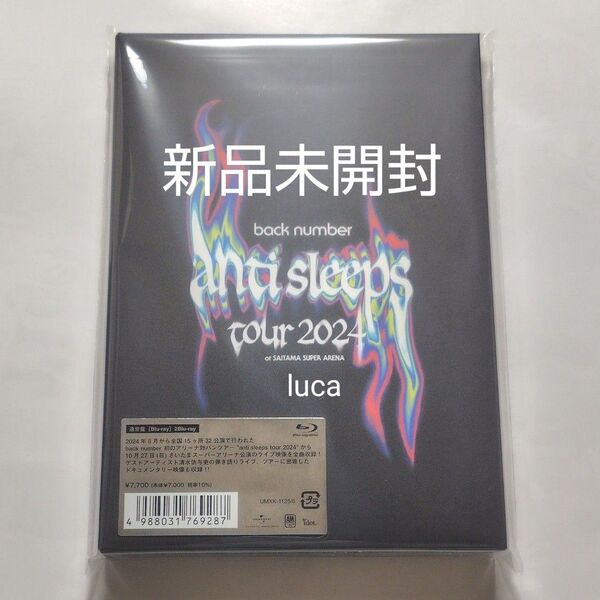 新品未開封
back number
anti sleeps
tour 2024
at SAITAMA SUPER ARENA
luca
通常盤 【Blu-ray】 2Blu-ray
2024年8月から全国15ヶ所32公演で行われた
back number 初のアリーナ対バンツアー "anti sleeps tour 2024" から
10月27日(日)さいたまスーパーアリーナ公演のライブ映像を全曲収録!
ゲストアーティスト清水依与吏の弾き語りライブ、ツアーに密着した
ドキュメンタリー映像も収録!!
¥7,700 (本体¥7,000 税率10%)
UMXK-1125/6
4 988031 769287